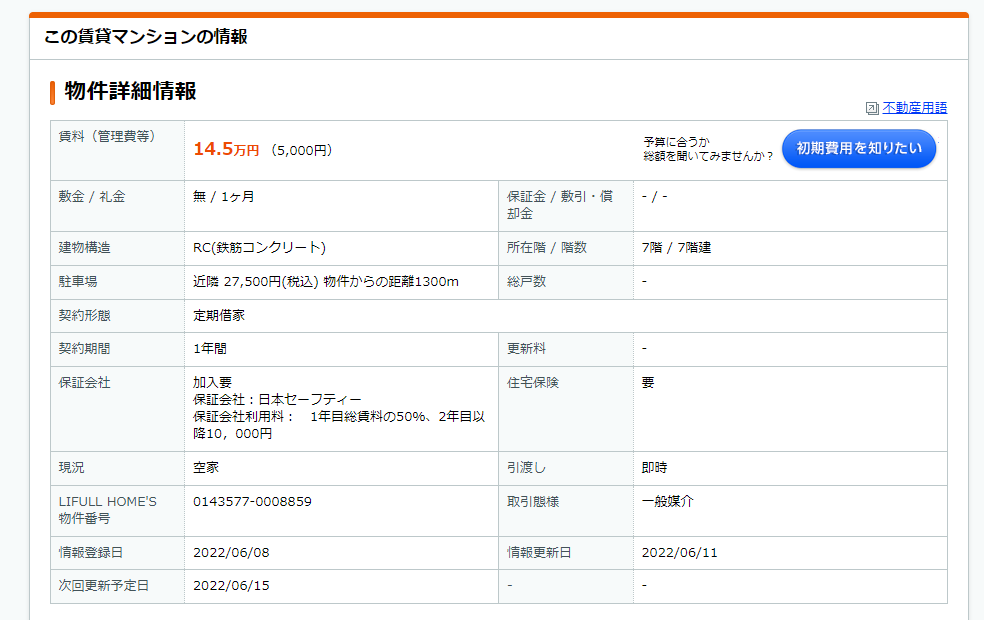 この賃貸マンションの情報
物件詳細情報
不動産用語
賃料（管理費等）
14.5万円 （5,000円）
予算に合うか
総額を聞いてみませんか？
初期費用を知りたい
敷金 / 礼金
無 / 1ヶ月
保証金 / 敷引・償
却金
- / -
建物構造
RC(鉄筋コンクリート)
所在階 / 階数
7階 / 7階建
駐車場
近隣 27,500円(税込) 物件からの距離1300m
総戸数
-
契約形態
定期借家
契約期間
1年間
更新料
-
保証会社
加入要
保証会社：日本セーフティー
保証会社利用料：　1年目総賃料の50%、2年目以
降10，000円
住宅保険
要
現況
空家
引渡し
即時
LIFULL HOME'S
物件番号
0143577-0008859
取引態様
一般媒介
情報登録日
2022/06/08
情報更新日
2022/06/11
次回更新予定日
2022/06/15
-
-